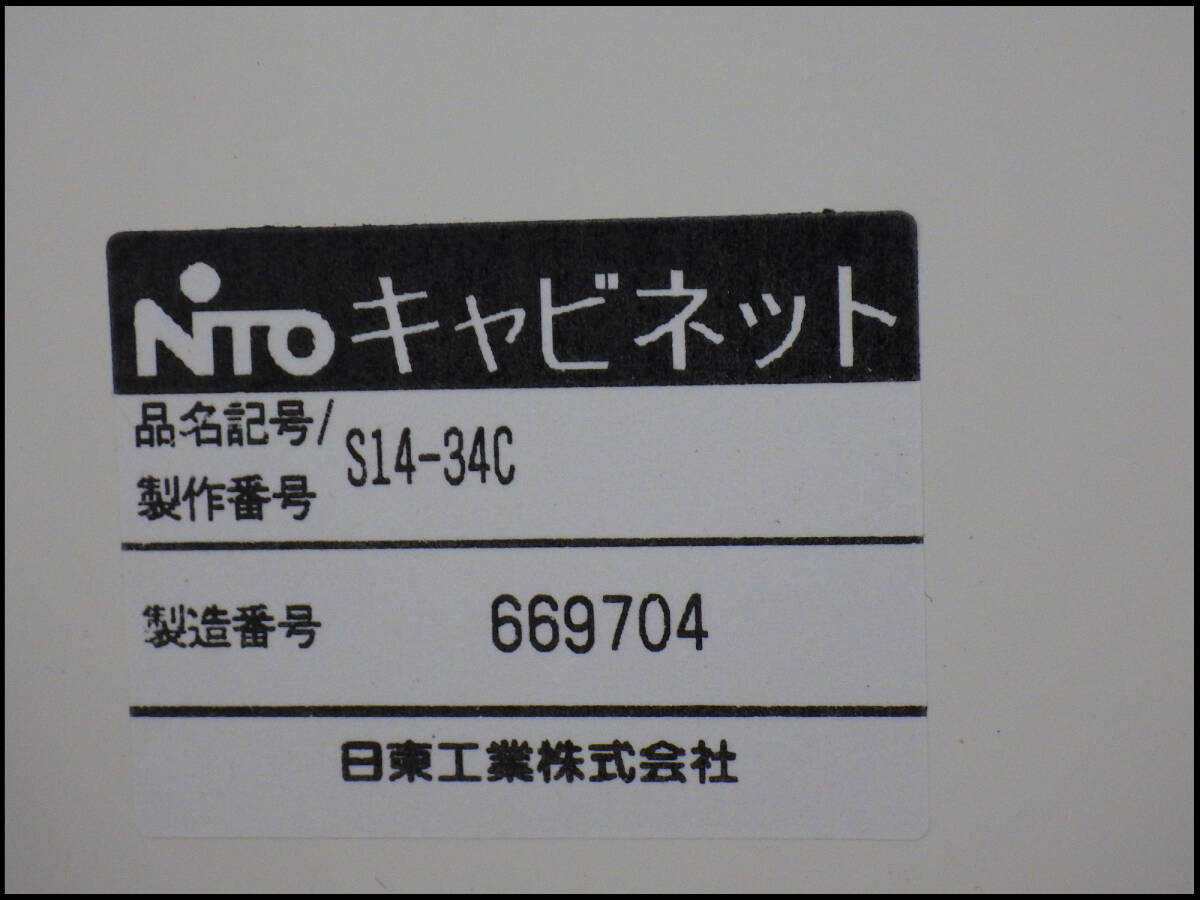 NITO キャビネット
品名記号/
製作番号
S14-34C
製造番号 669704
日東工業株式会社